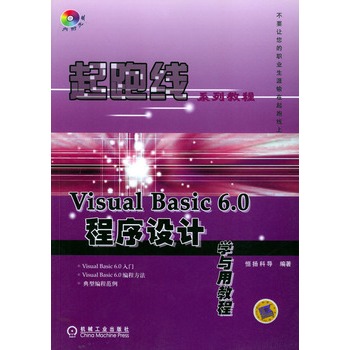 不要让您的职业生涯输在起跑线上
起跑线
系列教程
Visual Basic 6.0
程序设计
学与用教程
恒扬科导 编著
Visual Basic 6.0入门
Visual Basic 6.0编程方法
典型编程范例
机械工业出版社
China Machine Press